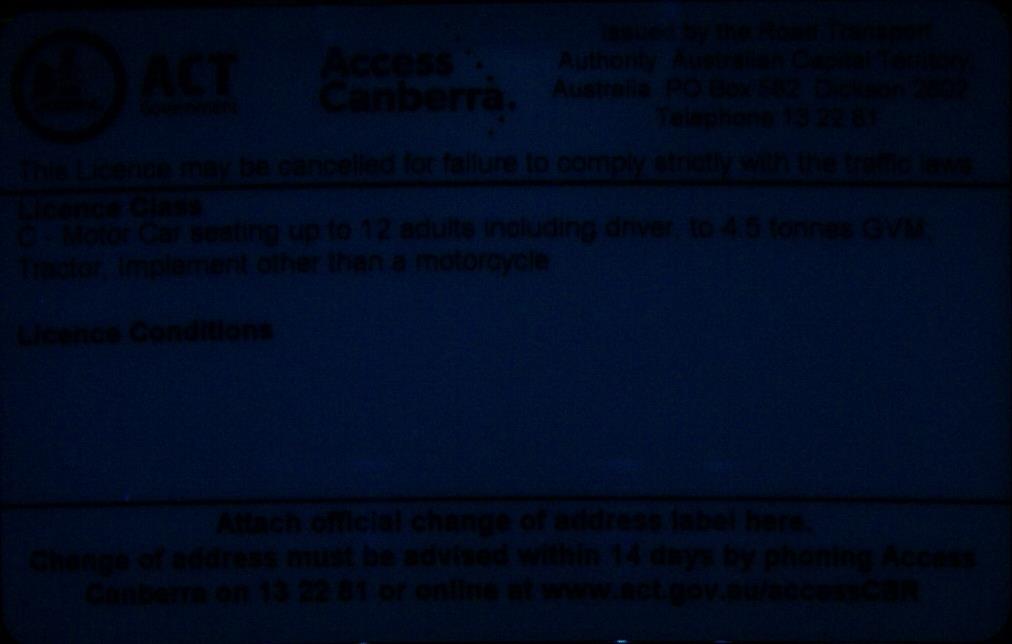 ACT
Government
Access
Canberra.
Issued by the Road Transport
Authority Australian Capital Territory,
Australia PO Box 582 Dickson 2602
Telephone 13 22 81
This Licence may be cancelled for failure to comply strictly with the traffic laws
Licence Class
C - Motor Car seating up to 12 adults including driver, to 4.5 tonnes GVM;
Tractor, Implement other than a motorcycle
Licence Conditions
Attach official change of address label here.
Change of address must be advised within 14 days by phoning Access
Canberra on 13 22 81 or online at www.act.gov.au/accessCBR